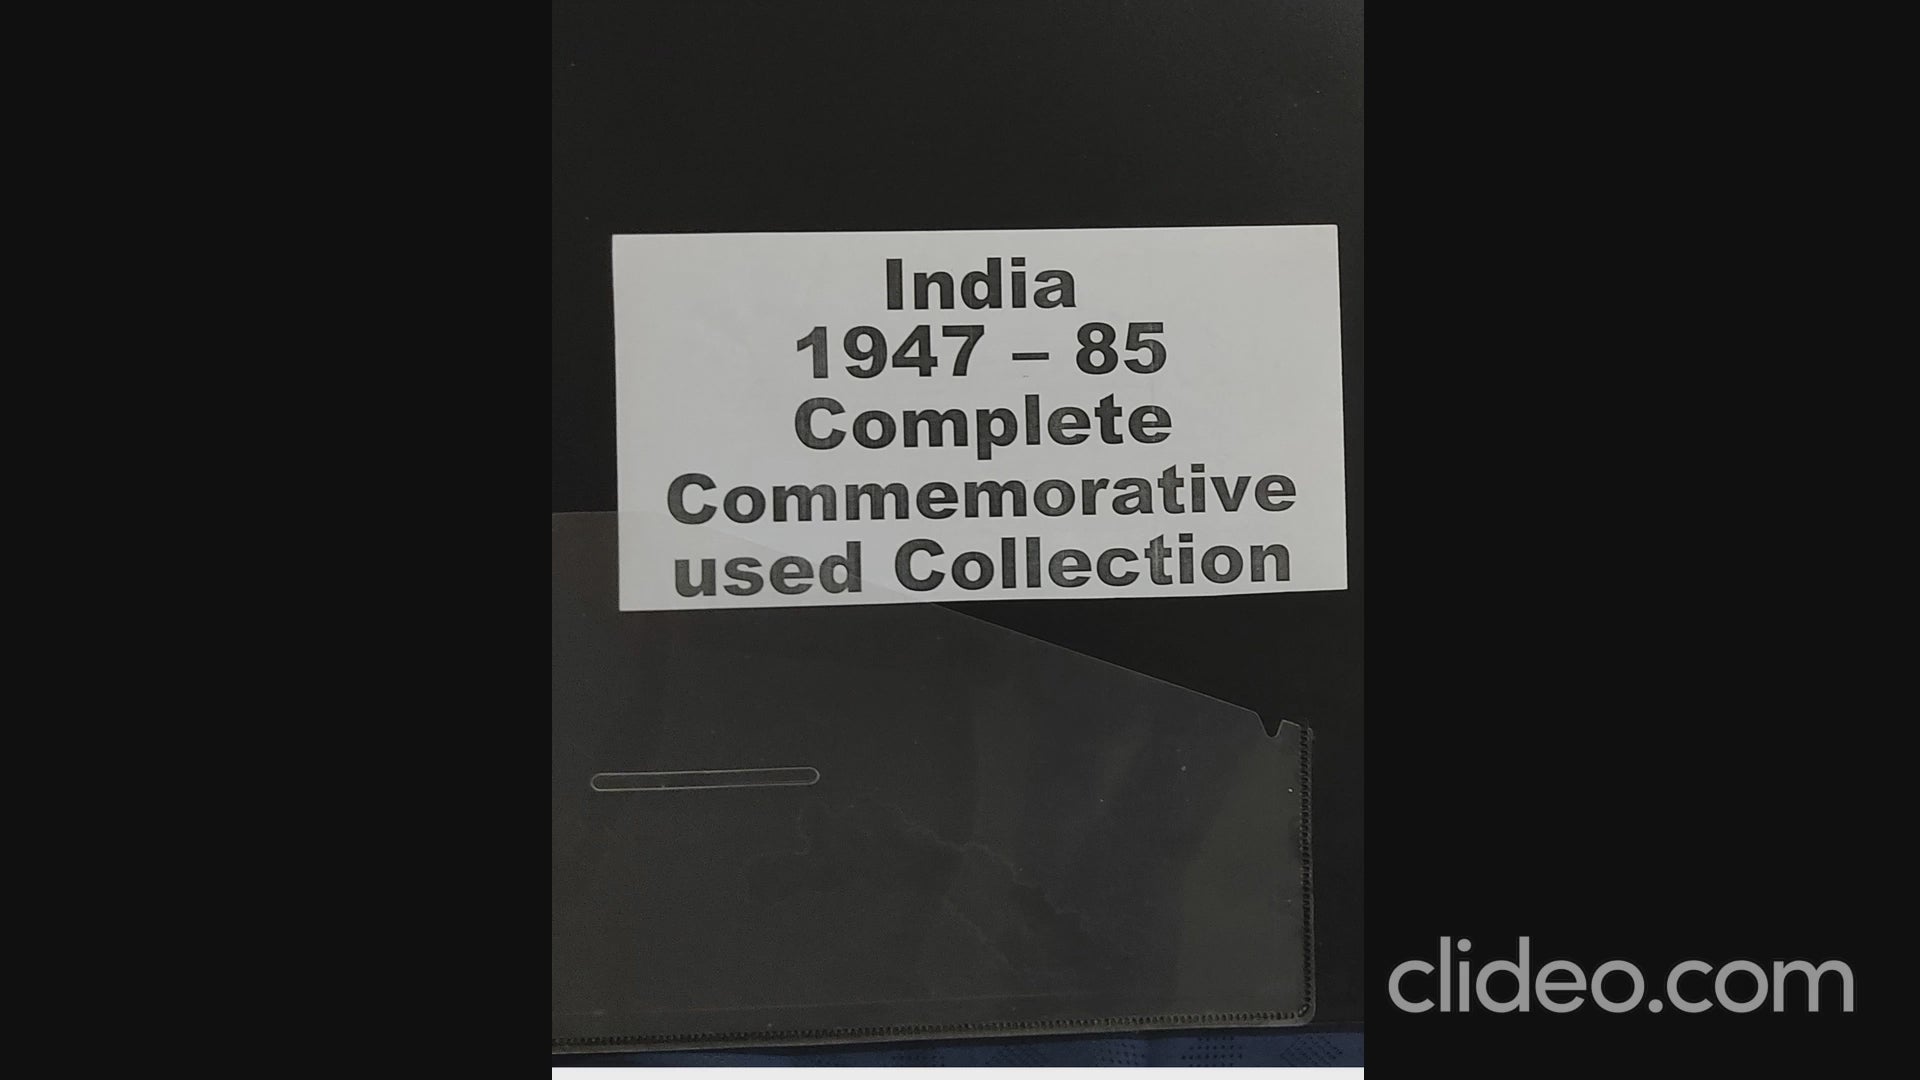 India
1947 – 85
Complete
Commemorative
used Collection
clideo.com